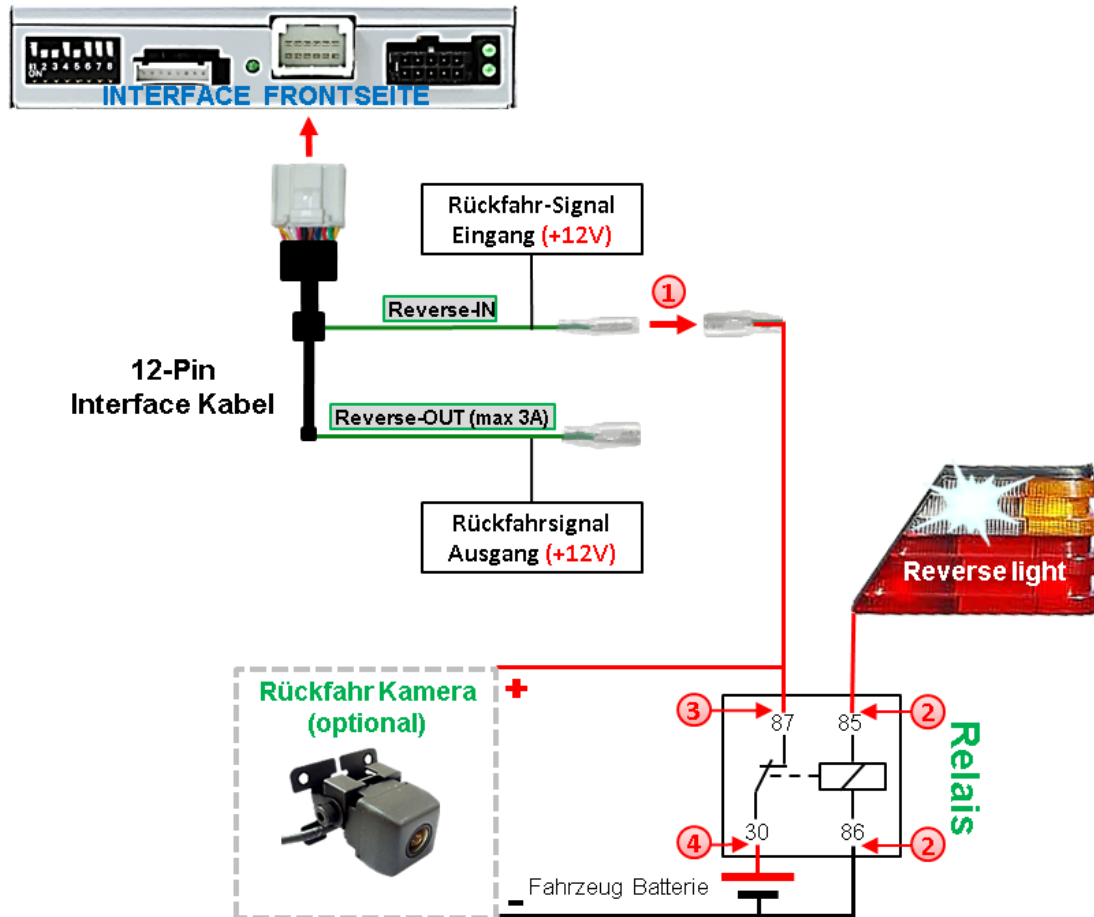 1 2 3 4 5 6 7 8
ON
INTERFACE FRONTSEITE
Rückfahr-Signal
Eingang (+12V)
Reverse-IN
1
12-Pin
Interface Kabel
Reverse-OUT (max 3A)
Rückfahrsignal
Ausgang (+12V)
Reverse light
Rückfahr Kamera
(optional)
+
3
87
85
2
Relais
4
30
86
2
-
Fahrzeug Batterie